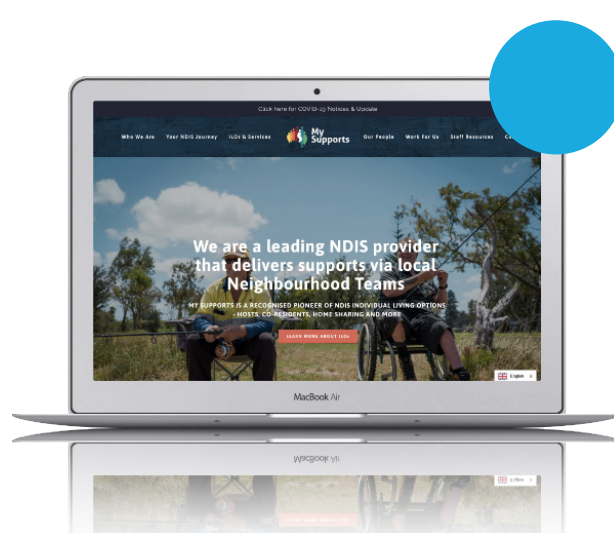 Click here for COVID-19 Notices & Update
Who We Are Your NDIS Journey ILOs & Services My Supports Our People Work For Us Staff Resources
We are a leading NDIS provider
that delivers supports via local
Neighbourhood Teams
MY SUPPORTS IS A RECOGNISED PIONEER OF NDIS INDIVIDUAL LIVING OPTIONS
- HOSTS, CO-RESIDENTS, HOME SHARING AND MORE
LEARN MORE ABOUT ILOs
English
MacBook Air